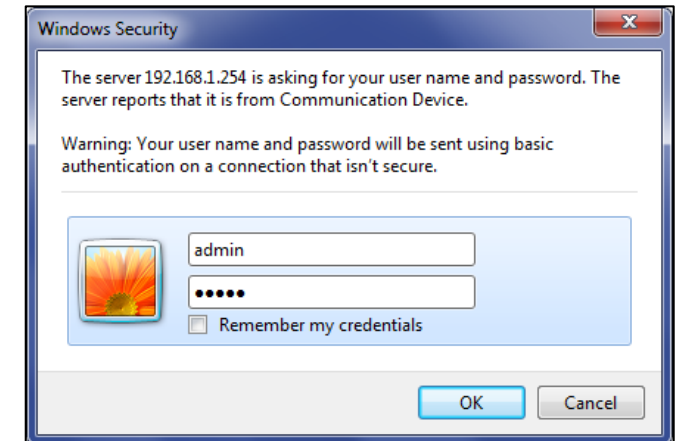 Windows Security
The server 192.168.1.254 is asking for your user name and password. The
server reports that it is from Communication Device.
Warning: Your user name and password will be sent using basic
authentication on a connection that isn't secure.
admin
●●●●●
Remember my credentials
OK Cancel